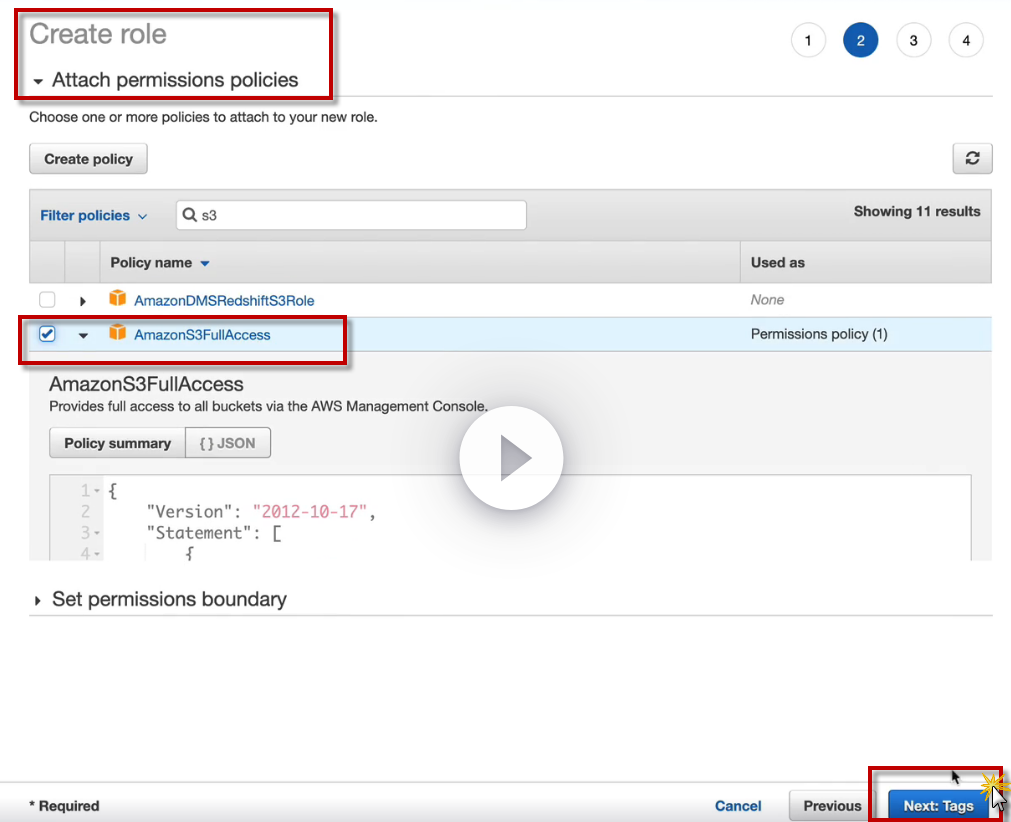 Create role
1 2 3 4
Attach permissions policies
Choose one or more policies to attach to your new role.
Create policy
Filter policies s3 Showing 11 results
Policy name Used as
AmazonDMSRedshiftS3Role None
AmazonS3FullAccess Permissions policy (1)
AmazonS3FullAccess
Provides full access to all buckets via the AWS Management Console.
Policy summary { } JSON
1 {
2 "Version": "2012-10-17",
3 "Statement": [
4 {
Set permissions boundary
* Required Cancel Previous Next: Tags